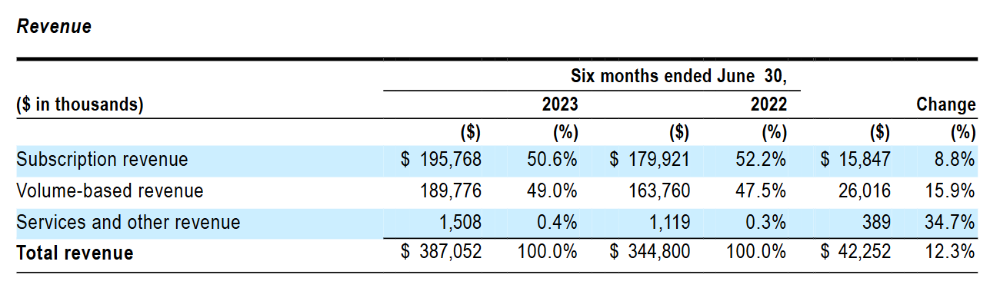 Revenue
Six months ended June 30,
($ in thousands) 2023 2022 Change
($) (%) ($) (%) ($) (%)
Subscription revenue $ 195,768 50.6% $ 179,921 52.2% $ 15,847 8.8%
Volume-based revenue 189,776 49.0% 163,760 47.5% 26,016 15.9%
Services and other revenue 1,508 0.4% 1,119 0.3% 389 34.7%
Total revenue $ 387,052 100.0% $ 344,800 100.0% $ 42,252 12.3%